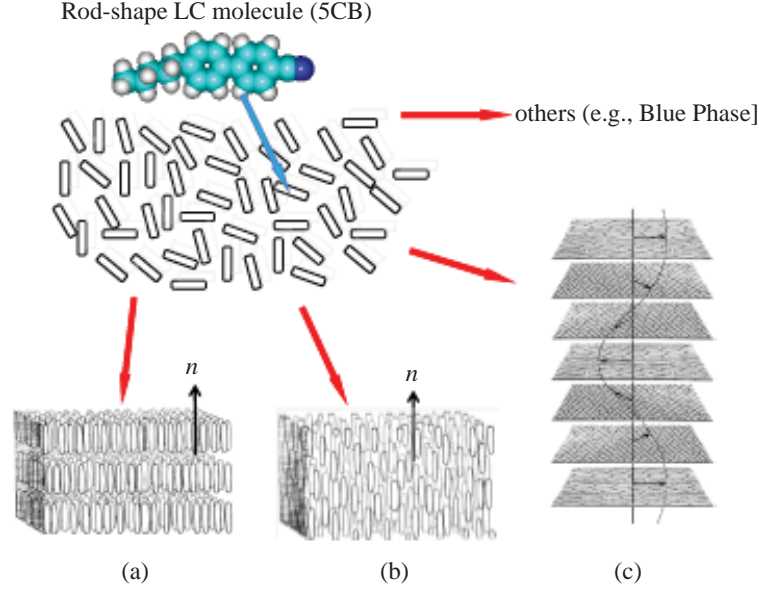 Rod-shape LC molecule (5CB)
others (e.g., Blue Phase]
n
n
(a)
(b)
(c)